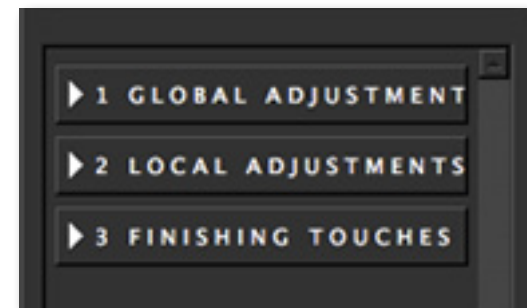 1 GLOBAL ADJUSTMENT
2 LOCAL ADJUSTMENTS
3 FINISHING TOUCHES